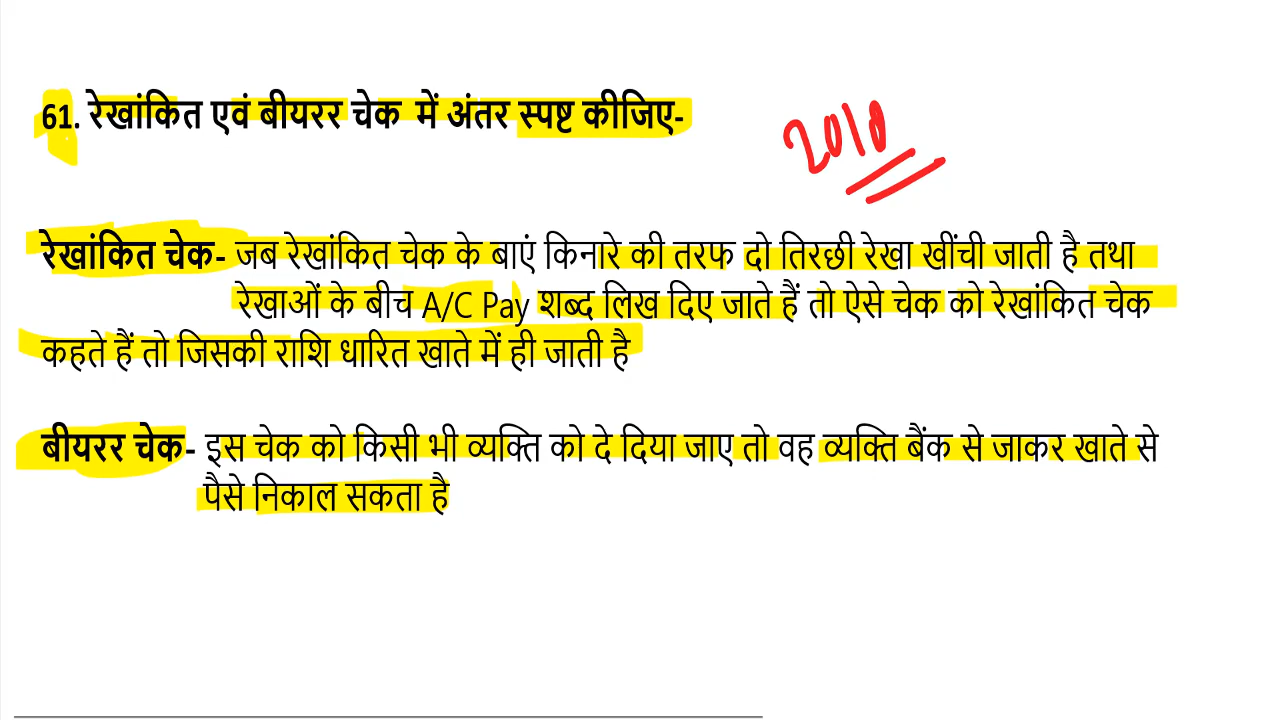 61. रेखांकित एवं बीयरर चेक में अंतर स्पष्ट कीजिए-
2018
रेखांकित चेक- जब रेखांकित चेक के बाएं किनारे की तरफ दो तिरछी रेखा खींची जाती है तथा
रेखाओं के बीच A/C Pay शब्द लिख दिए जाते हैं तो ऐसे चेक को रेखांकित चेक
कहते हैं तो जिसकी राशि धारित खाते में ही जाती है
बीयरर चेक- इस चेक को किसी भी व्यक्ति को दे दिया जाए तो वह व्यक्ति बैंक से जाकर खाते से
पैसे निकाल सकता है